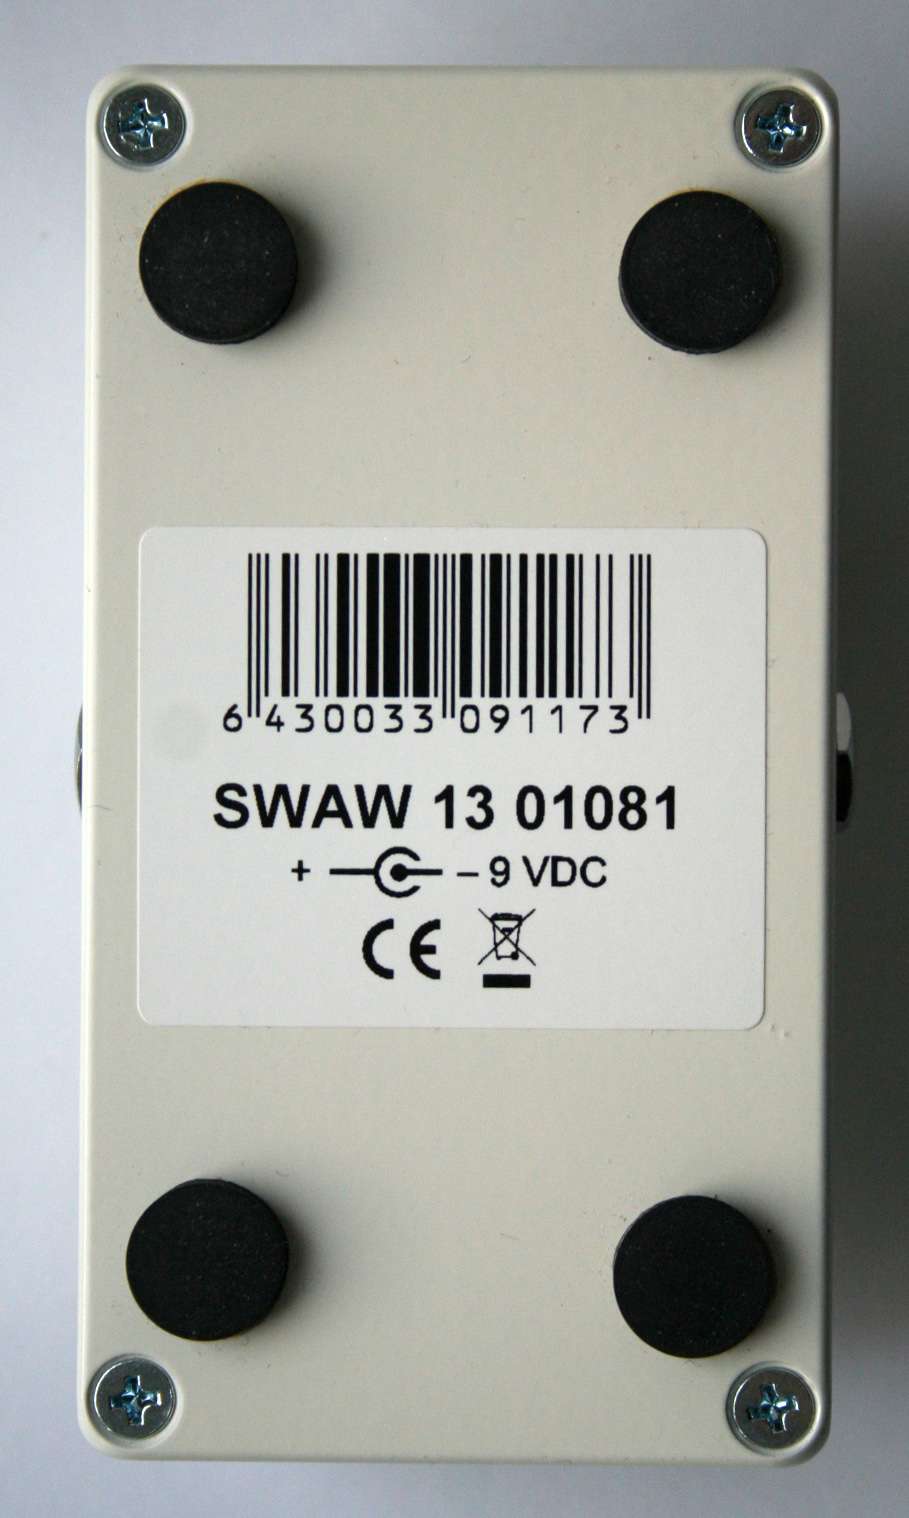 6 430033 091173
SWAW 13 01081
+ – 9 VDC
CE